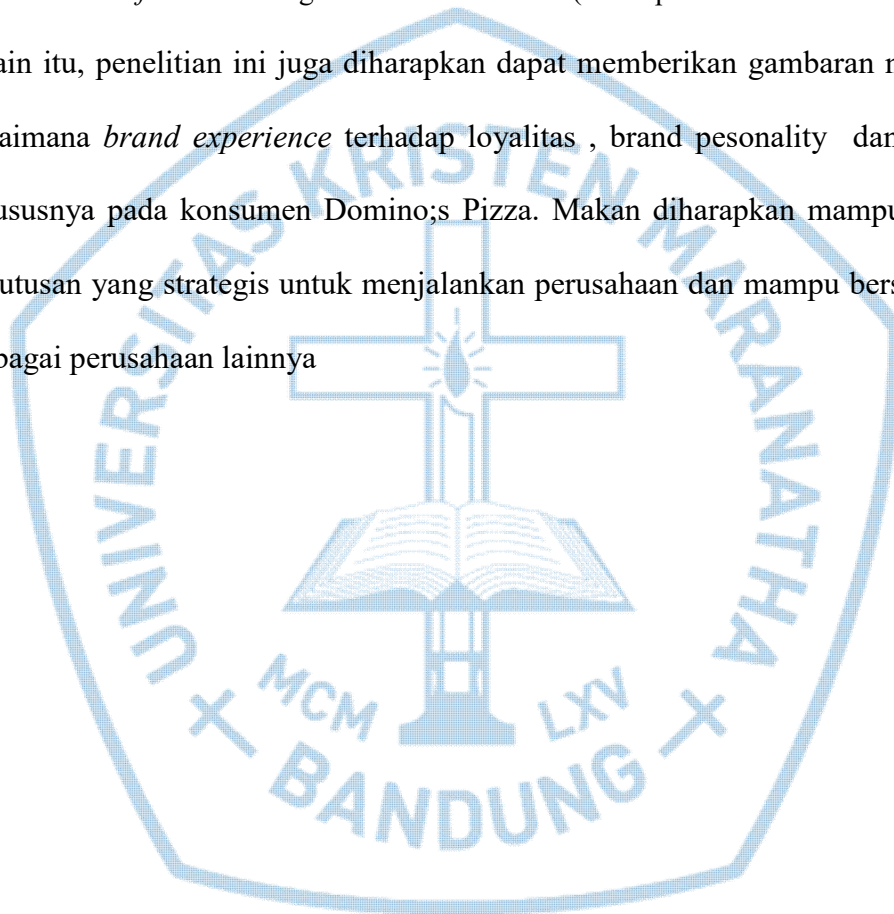 ain itu, penelitian ini juga diharapkan dapat memberikan gambaran
aimana brand experience terhadap loyalitas , brand pesonality dan
ususnya pada konsumen Domino;s Pizza. Makan diharapkan mampu
utusan yang strategis untuk menjalankan perusahaan dan mampu bers
bagai perusahaan lainnya
UNIVERSITAS KRISTEN MARANATHA
MCM LXV
BANDUNG